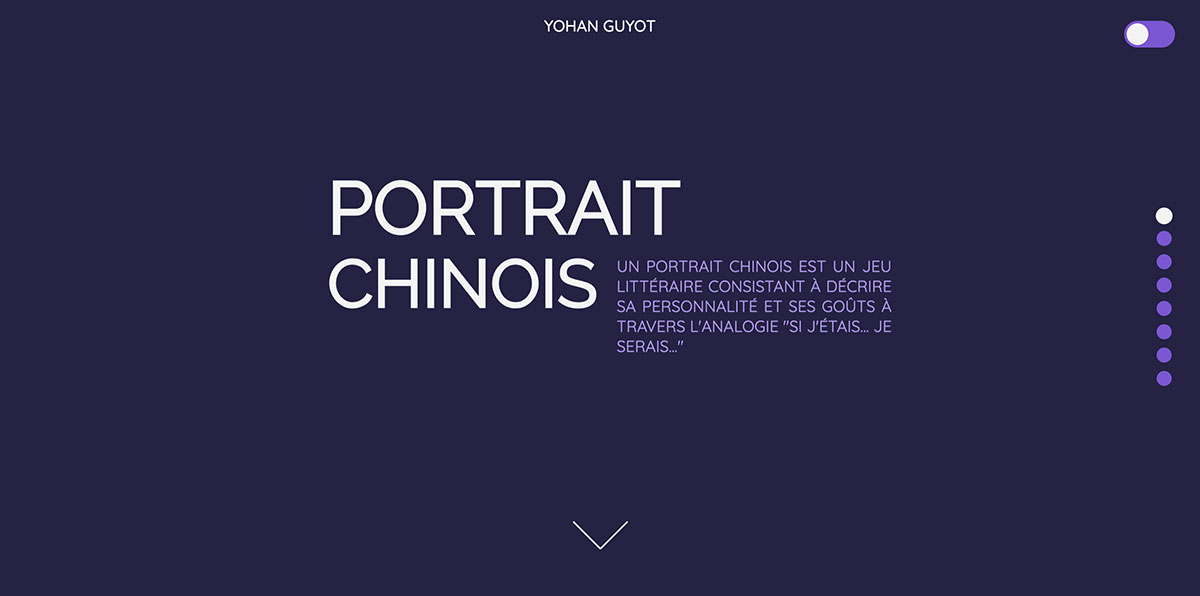 YOHAN GUYOT
PORTRAIT
CHINOIS
UN PORTRAIT CHINOIS EST UN JEU
LITTÉRAIRE CONSISTANT À DÉCRIRE
SA PERSONNALITÉ ET SES GOÛTS À
TRAVERS L'ANALOGIE "SI J'ÉTAIS... JE
SERAIS..."